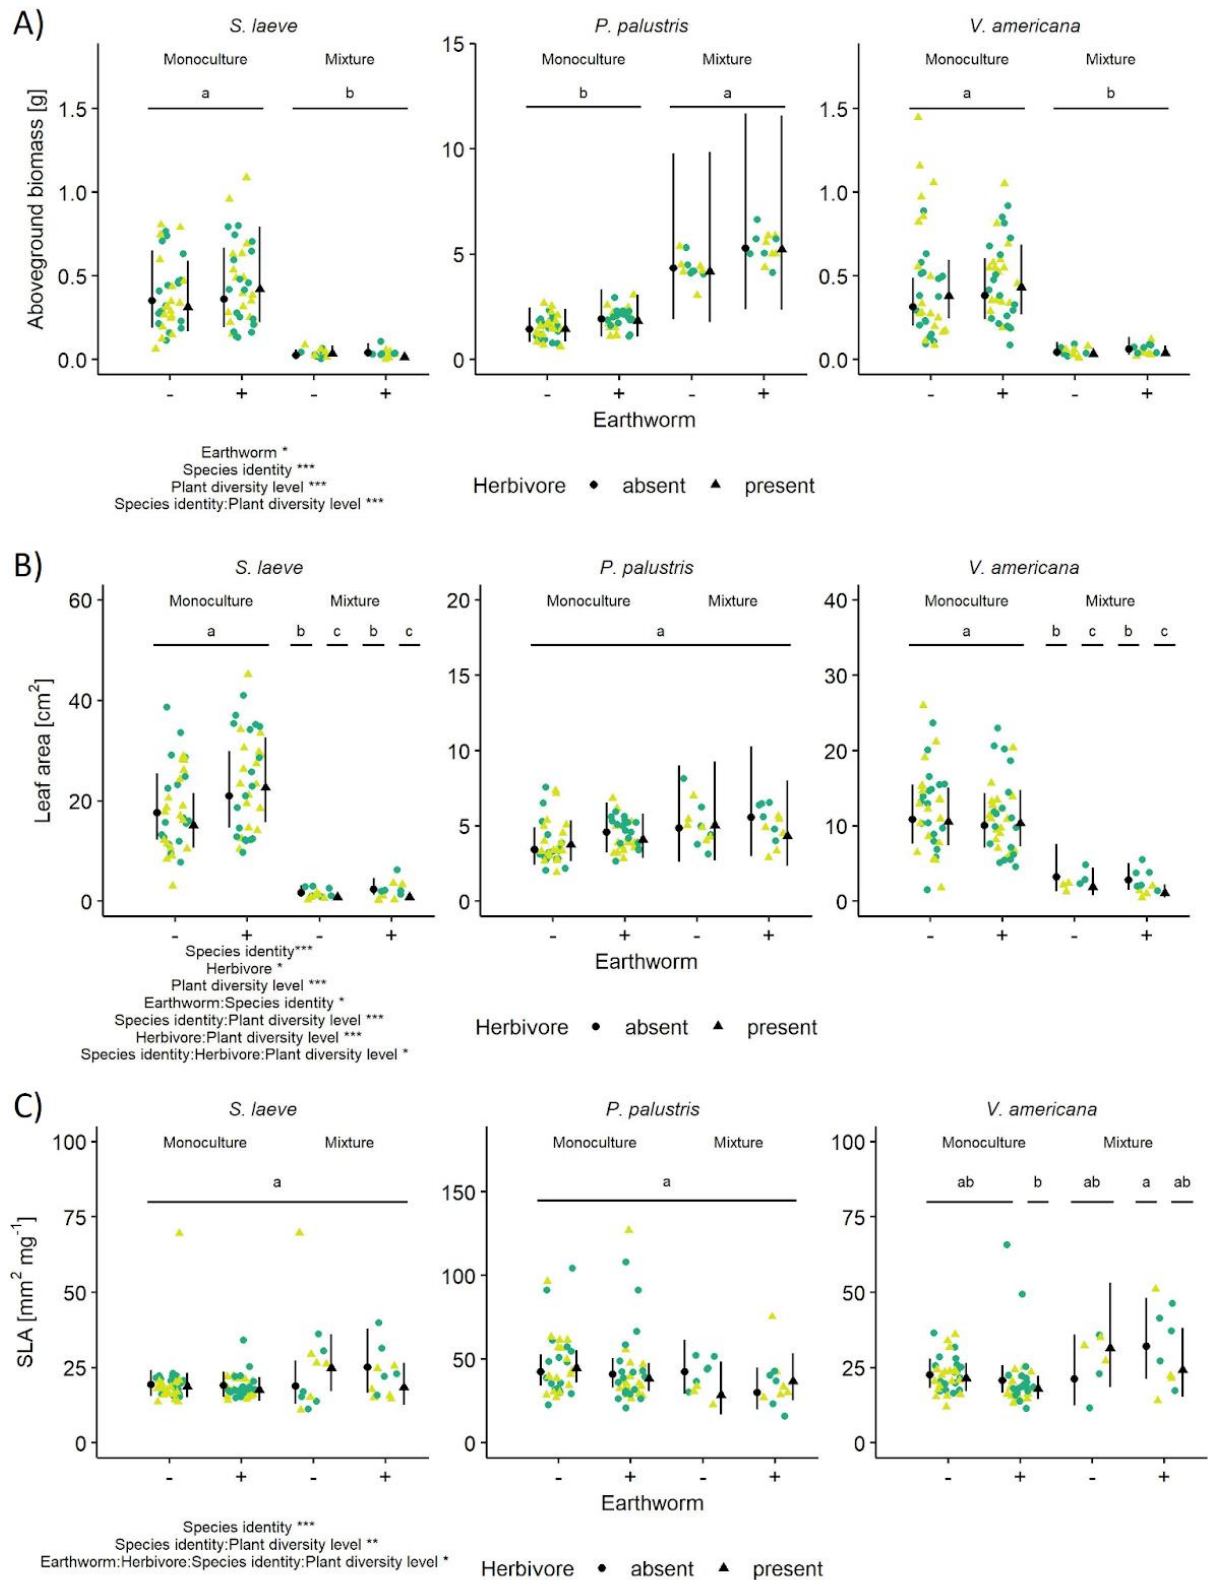 A)
S. laeve
P. palustris
V. americana
Aboveground biomass [g]
Monoculture Mixture
a b
1.5
1.0
0.5
0.0
- + - +
Monoculture Mixture
b a
15
10
5
0
- + - +
Monoculture Mixture
a b
1.5
1.0
0.5
0.0
- + - +
Earthworm
Earthworm *
Species identity ***
Plant diversity level ***
Species identity:Plant diversity level ***
Herbivore absent present
B)
S. laeve
P. palustris
V. americana
Leaf area [cm²]
Monoculture Mixture
a b c b c
60
40
20
0
- + - +
Monoculture Mixture
a
20
15
10
5
0
- + - +
Monoculture Mixture
a b c b c
40
30
20
10
0
- + - +
Earthworm
Species identity***
Herbivore *
Plant diversity level ***
Earthworm:Species identity *
Species identity:Plant diversity level ***
Herbivore:Plant diversity level ***
Species identity:Herbivore:Plant diversity level *
Herbivore absent present
C)
S. laeve
P. palustris
V. americana
SLA [mm² mg⁻¹]
Monoculture Mixture
a
100
75
50
25
0
- + - +
Monoculture Mixture
a
150
100
50
0
- + - +
Monoculture Mixture
ab b ab a ab
100
75
50
25
0
- + - +
Earthworm
Species identity ***
Species identity:Plant diversity level **
Earthworm:Herbivore:Species identity:Plant diversity level *
Herbivore absent present